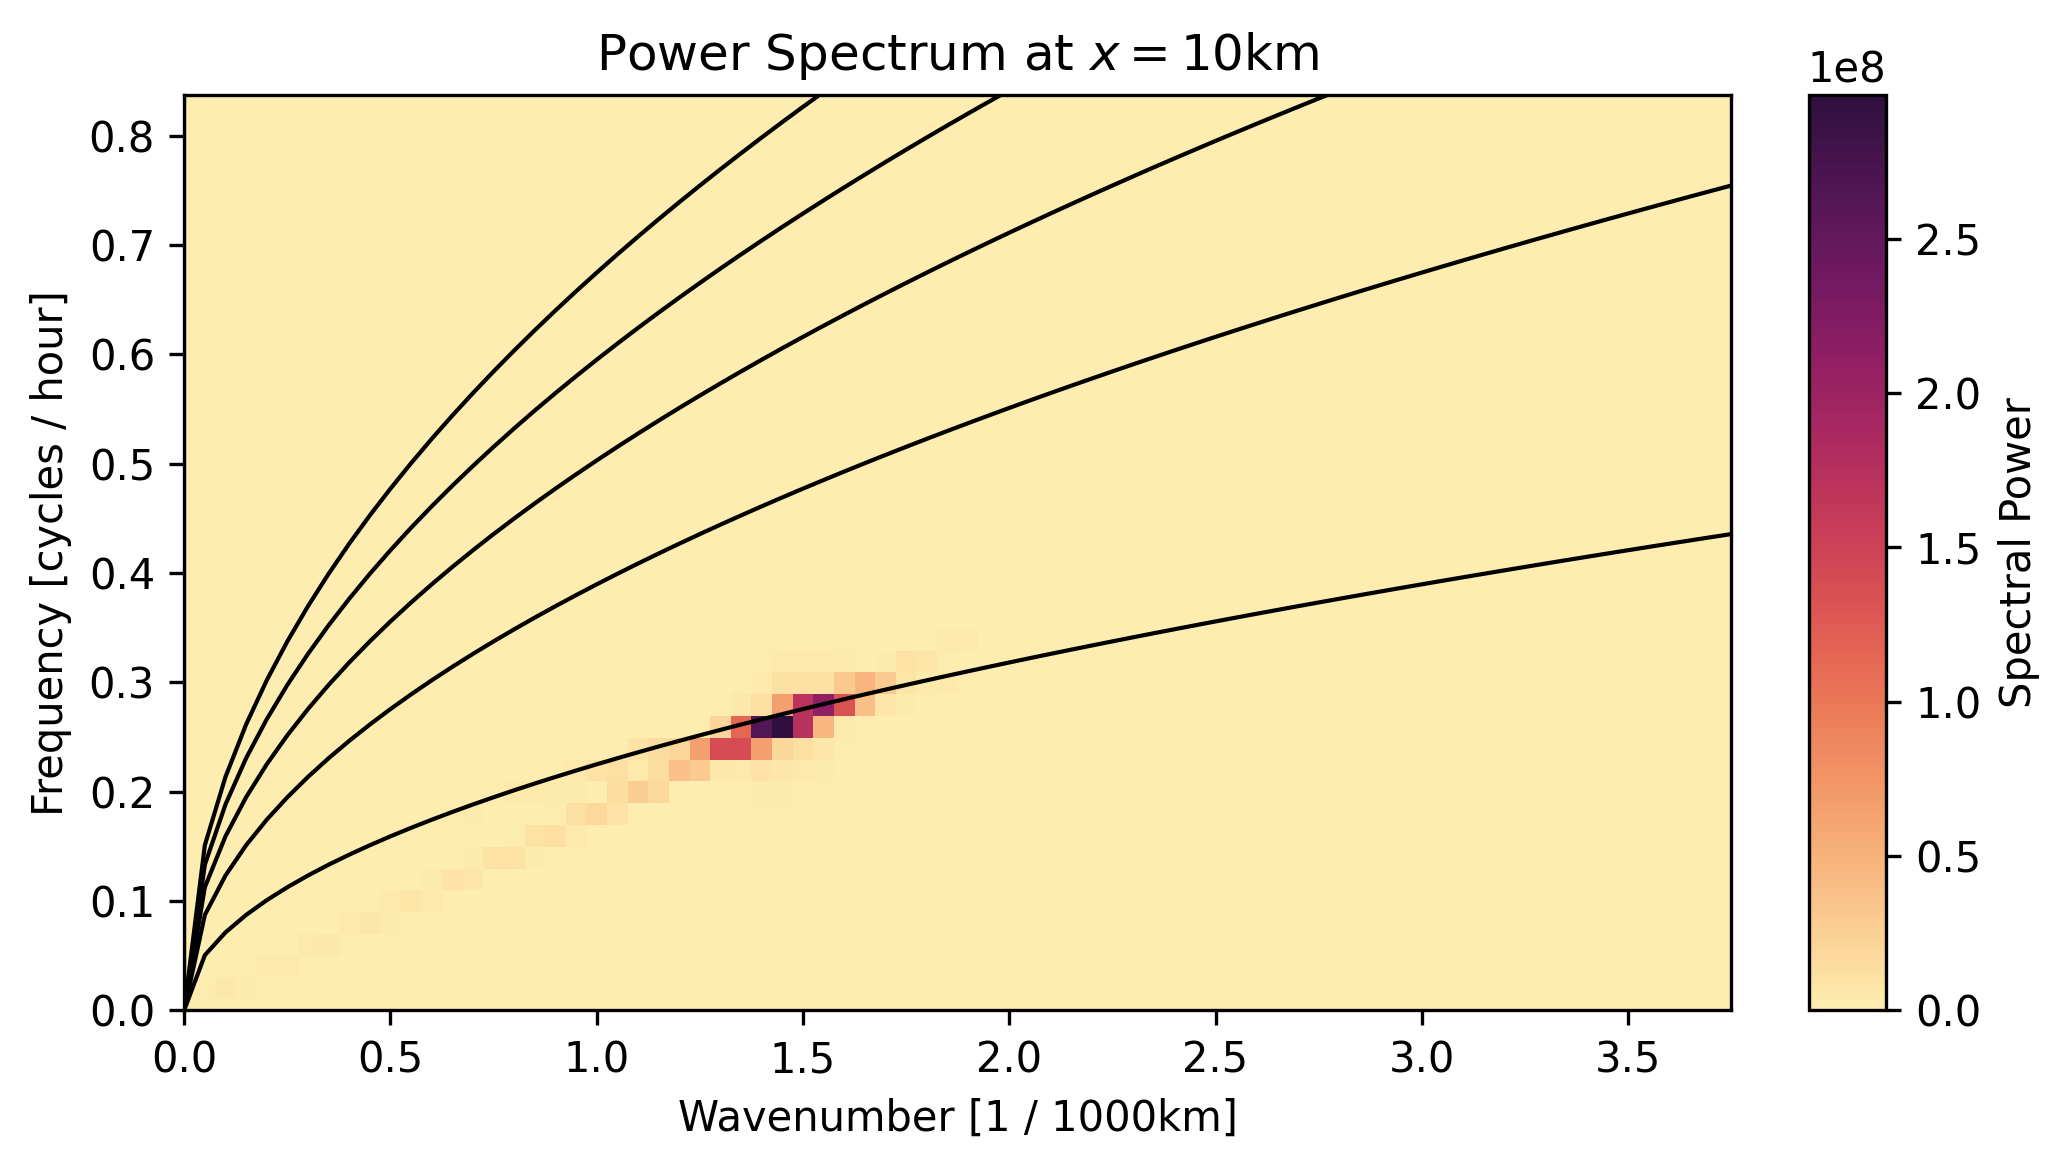 Power Spectrum at x = 10km
1e8
0.8
0.7
0.6
0.5
0.4
0.3
0.2
0.1
0.0
Frequency [cycles / hour]
0.0 0.5 1.0 1.5 2.0 2.5 3.0 3.5
Wavenumber [1 / 1000km]
2.5
2.0
1.5
1.0
0.5
0.0
Spectral Power